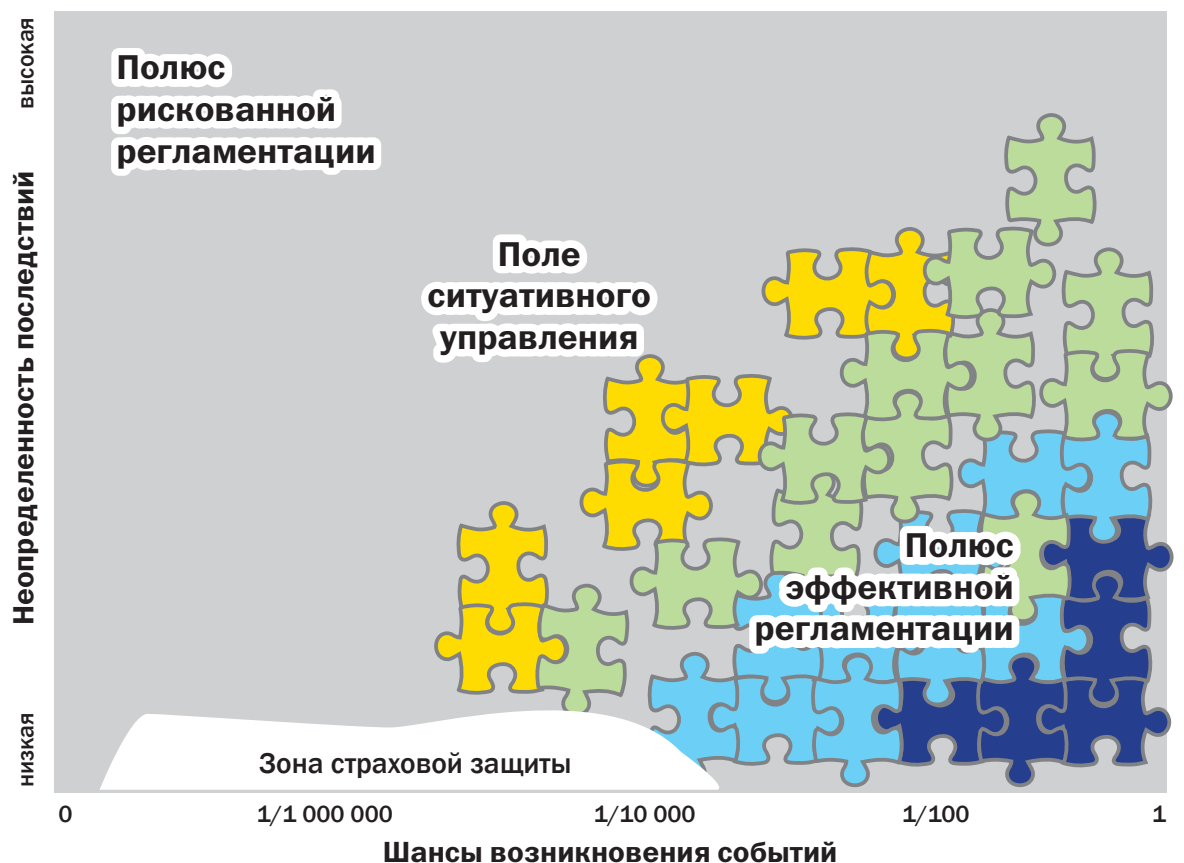 высокая
Неопределенность последствий
низкая
Полюс
рискованной
регламентации
Поле
ситуативного
управления
Полюс
эффективной
регламентации
Зона страховой защиты
0 1/1 000 000 1/10 000 1/100 1
Шансы возникновения событий